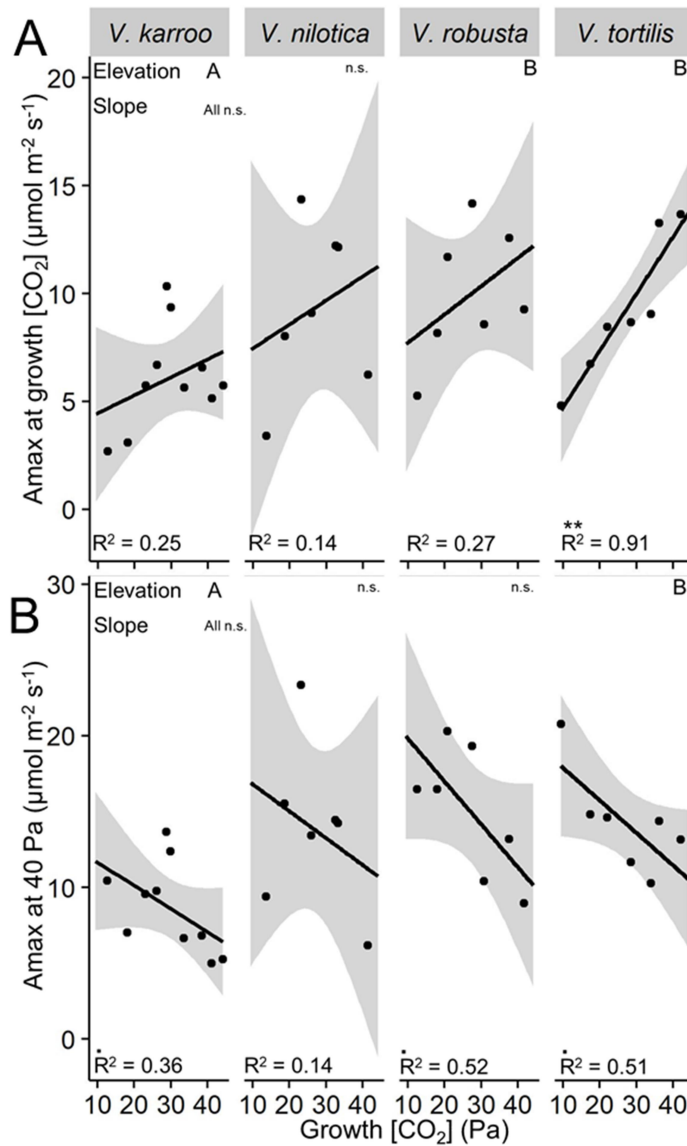 A
V. karroo V. nilotica V. robusta V. tortilis
Elevation A n.s. B B
Slope All n.s.
20
15
10
5
0
Amax at growth [CO2] (µmol m-2 s-1)
**
R2 = 0.25 R2 = 0.14 R2 = 0.27 R2 = 0.91
B
Elevation A n.s. n.s. B
Slope All n.s.
30
20
10
0
Amax at 40 Pa (µmol m-2 s-1)
. . .
R2 = 0.36 R2 = 0.14 R2 = 0.52 R2 = 0.51
10 20 30 40 10 20 30 40 10 20 30 40 10 20 30 40
Growth [CO2] (Pa)